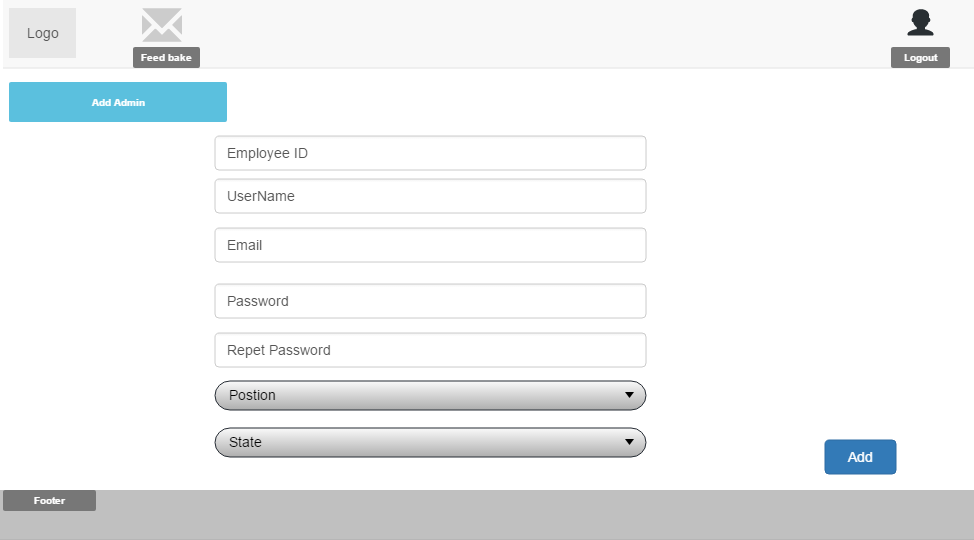 Logo
Feed bake
Logout
Add Admin
Employee ID
UserName
Email
Password
Repet Password
Postion
State
Add
Footer